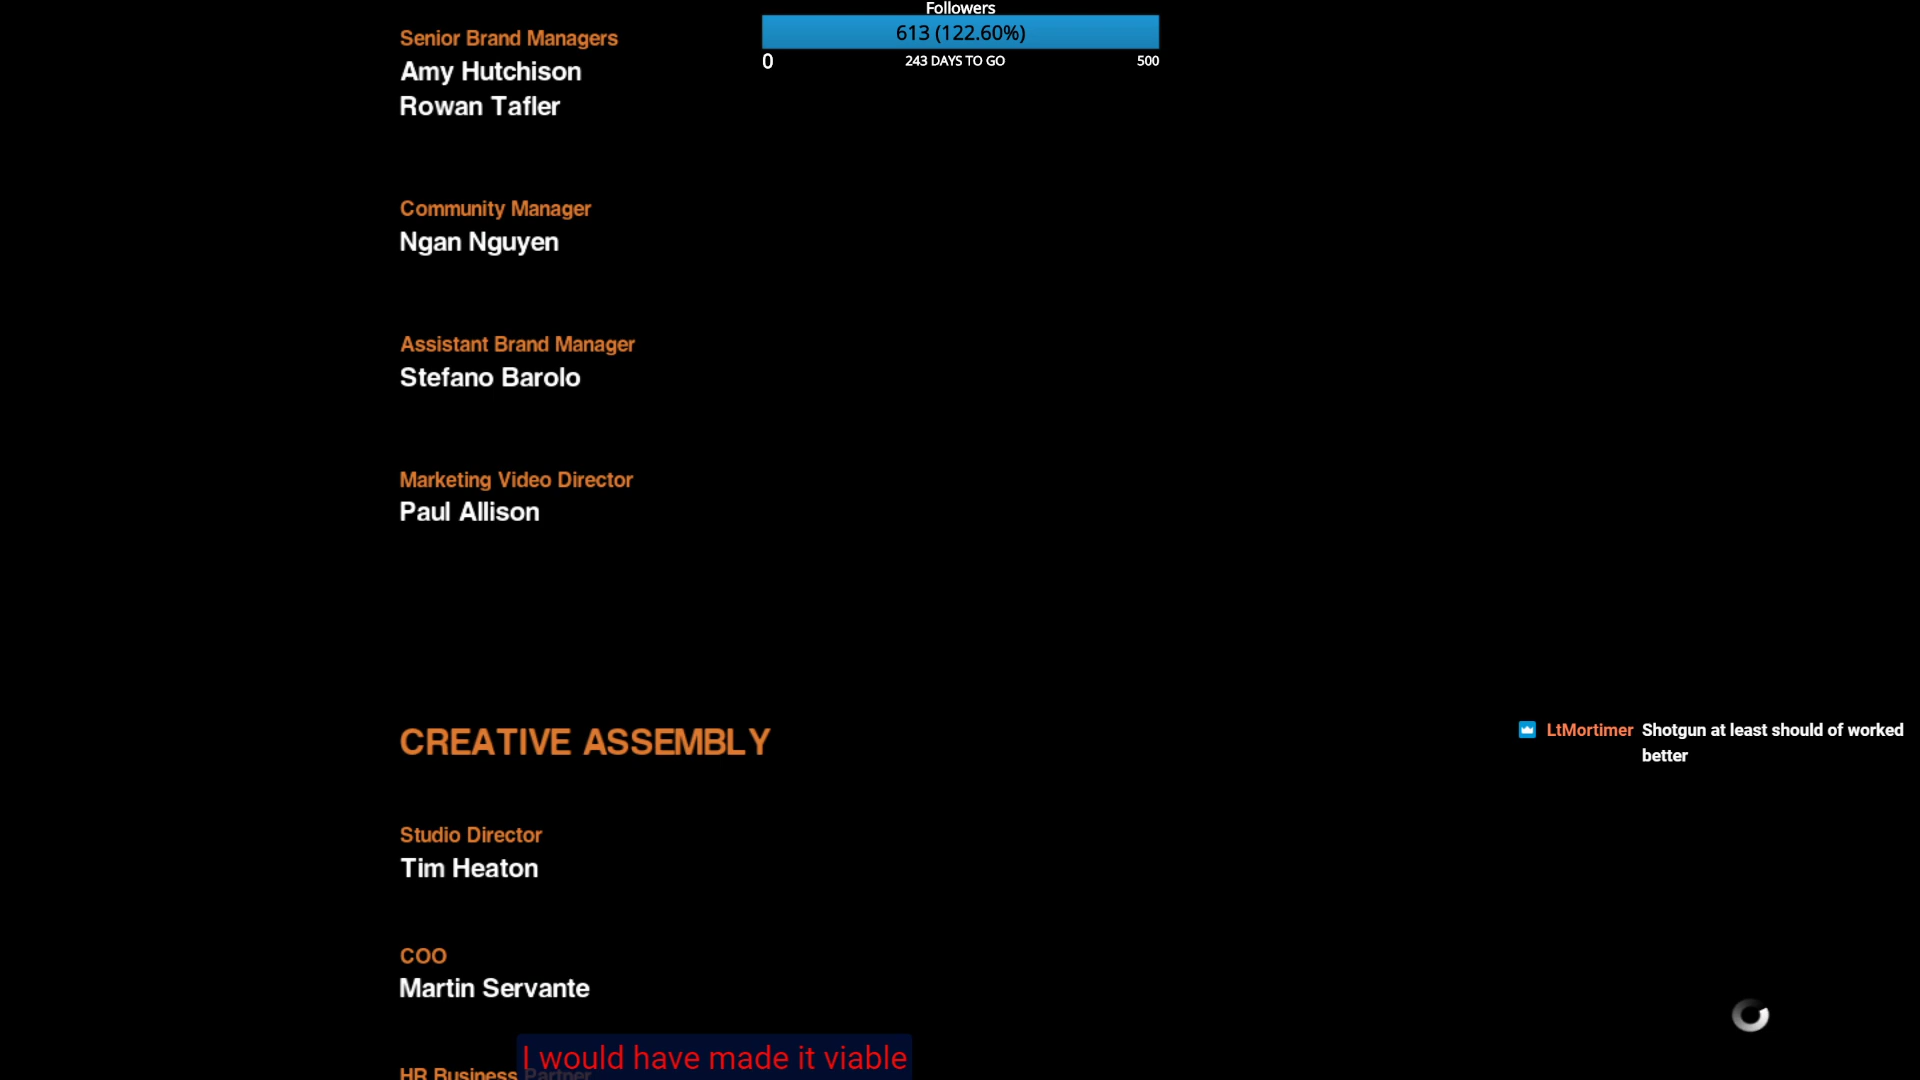 Followers
613 (122.60%)
0 243 DAYS TO GO 500
Senior Brand Managers
Amy Hutchison
Rowan Tafler
Community Manager
Ngan Nguyen
Assistant Brand Manager
Stefano Barolo
Marketing Video Director
Paul Allison
CREATIVE ASSEMBLY
LtMortimer Shotgun at least should of worked
better
Studio Director
Tim Heaton
COO
Martin Servante
HR Business Partner
I would have made it viable